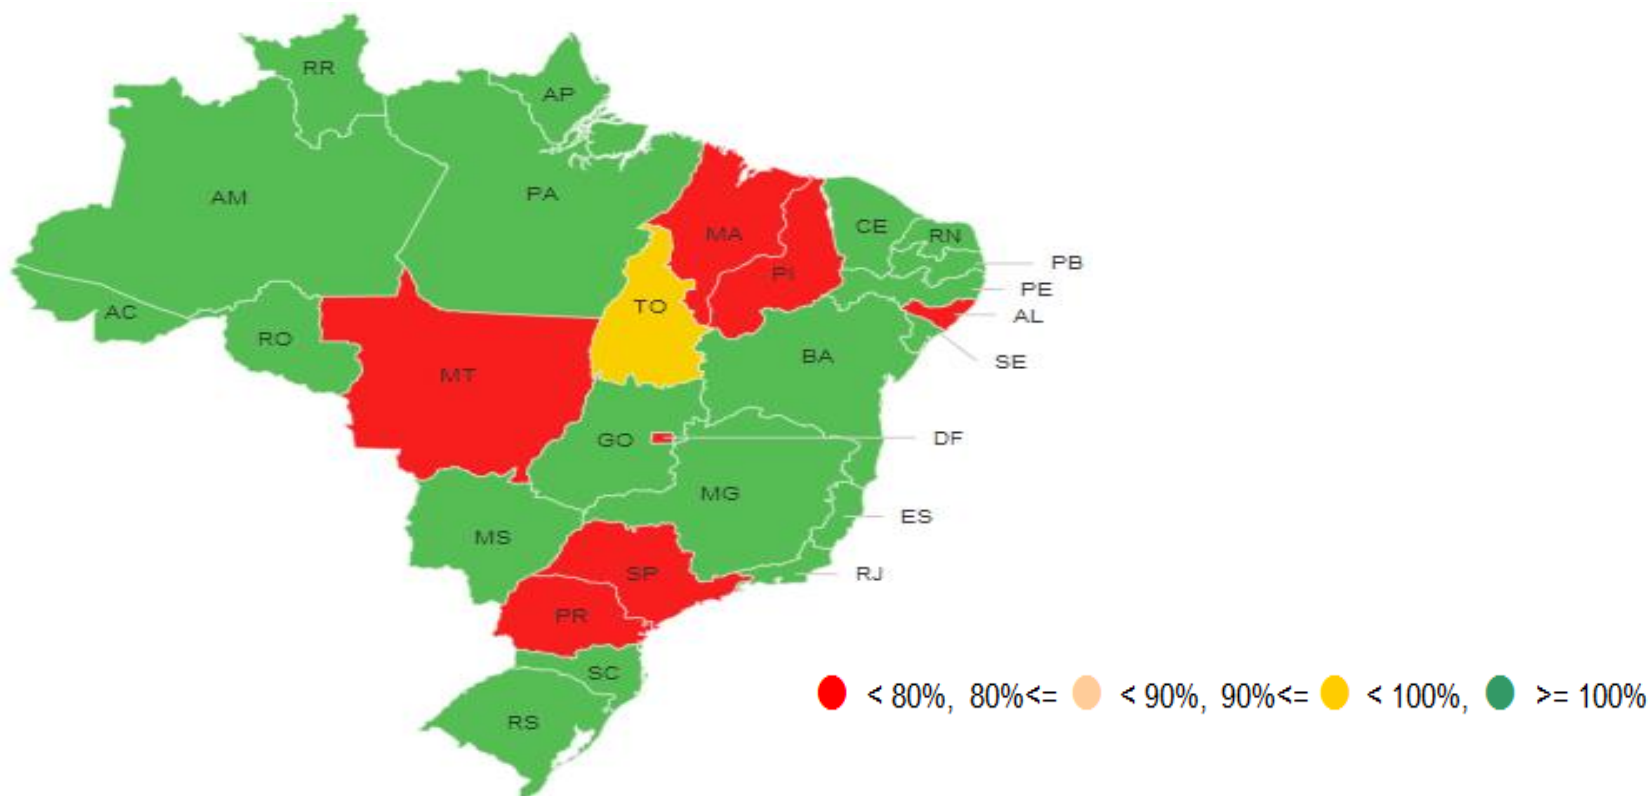 RR
AP
AM
PA
MA
CE
RN
PB
PI
PE
TO
AC
AL
RO
BA
SE
MT
GO
DF
MG
ES
MS
SP
RJ
PR
SC
< 80%, 80%<= < 90%, 90%<= < 100%, >= 100%
RS